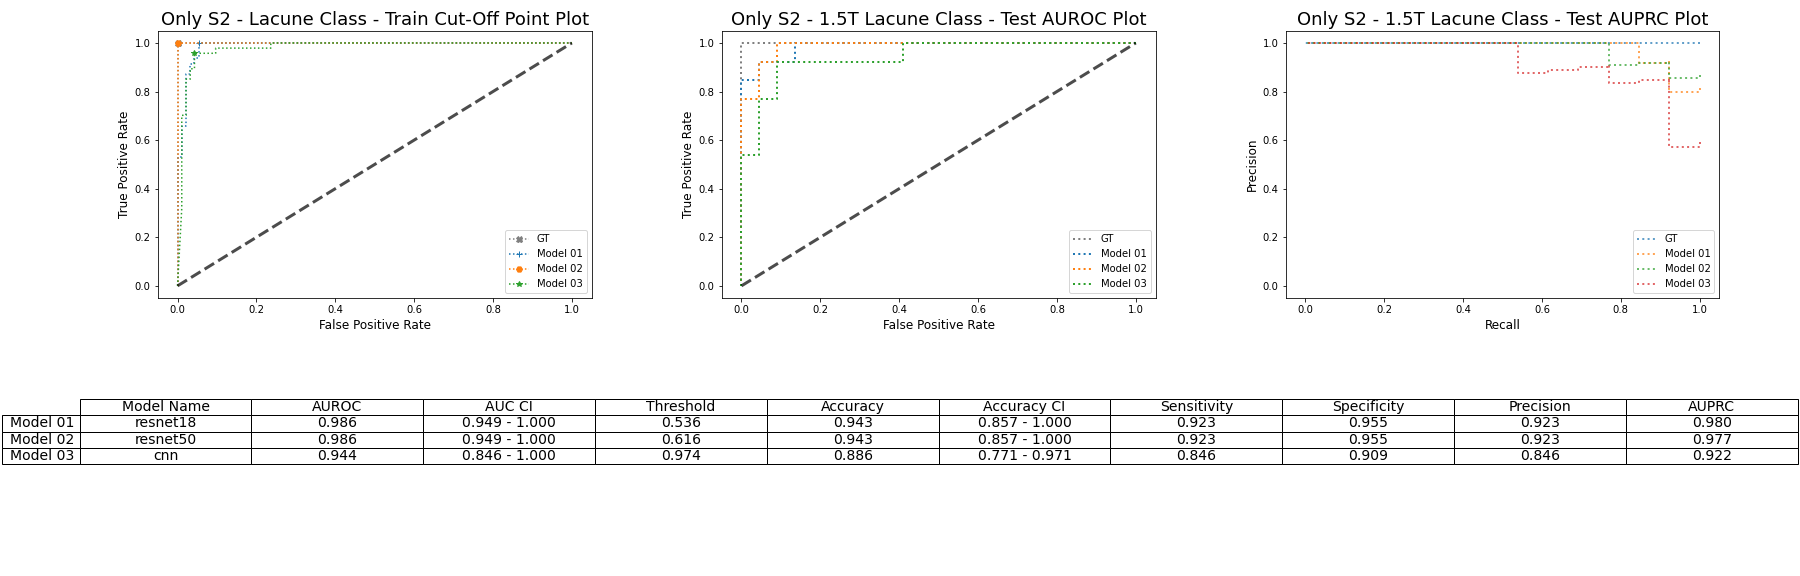 Only S2 - Lacune Class - Train Cut-Off Point Plot
1.0
0.8
0.6
0.4
0.2
0.0
True Positive Rate
0.0 0.2 0.4 0.6 0.8 1.0
False Positive Rate
GT
Model 01
Model 02
Model 03
Only S2 - 1.5T Lacune Class - Test AUROC Plot
1.0
0.8
0.6
0.4
0.2
0.0
True Positive Rate
0.0 0.2 0.4 0.6 0.8 1.0
False Positive Rate
GT
Model 01
Model 02
Model 03
Only S2 - 1.5T Lacune Class - Test AUPRC Plot
1.0
0.8
0.6
0.4
0.2
0.0
Precision
0.0 0.2 0.4 0.6 0.8 1.0
Recall
GT
Model 01
Model 02
Model 03
Model Name AUROC AUC CI Threshold Accuracy Accuracy CI Sensitivity Specificity Precision AUPRC
Model 01 resnet18 0.986 0.949 - 1.000 0.536 0.943 0.857 - 1.000 0.923 0.955 0.923 0.980
Model 02 resnet50 0.986 0.949 - 1.000 0.616 0.943 0.857 - 1.000 0.923 0.955 0.923 0.977
Model 03 cnn 0.944 0.846 - 1.000 0.974 0.886 0.771 - 0.971 0.846 0.909 0.846 0.922